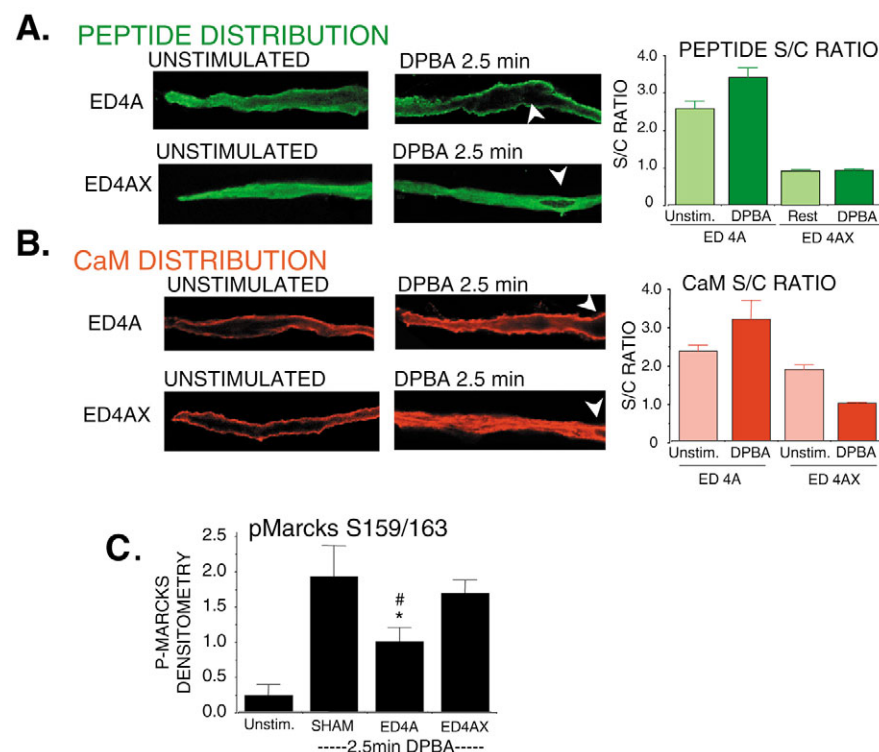 A.
PEPTIDE DISTRIBUTION
UNSTIMULATED
DPBA 2.5 min
ED4A
UNSTIMULATED
DPBA 2.5 min
ED4AX
PEPTIDE S/C RATIO
S/C RATIO
4.0
3.0
2.0
1.0
0
Unstim. DPBA Rest DPBA
ED 4A ED 4AX
B.
CaM DISTRIBUTION
UNSTIMULATED
DPBA 2.5 min
ED4A
UNSTIMULATED
DPBA 2.5 min
ED4AX
CaM S/C RATIO
S/C RATIO
4.0
3.0
2.0
1.0
0
Unstim. DPBA Unstim. DPBA
ED 4A ED 4AX
C.
pMarcks S159/163
P-MARCKS
DENSITOMETRY
2.5
2.0
1.5
1.0
0.5
0.0
#
*
Unstim. SHAM ED4A ED4AX
-----2.5min DPBA-----